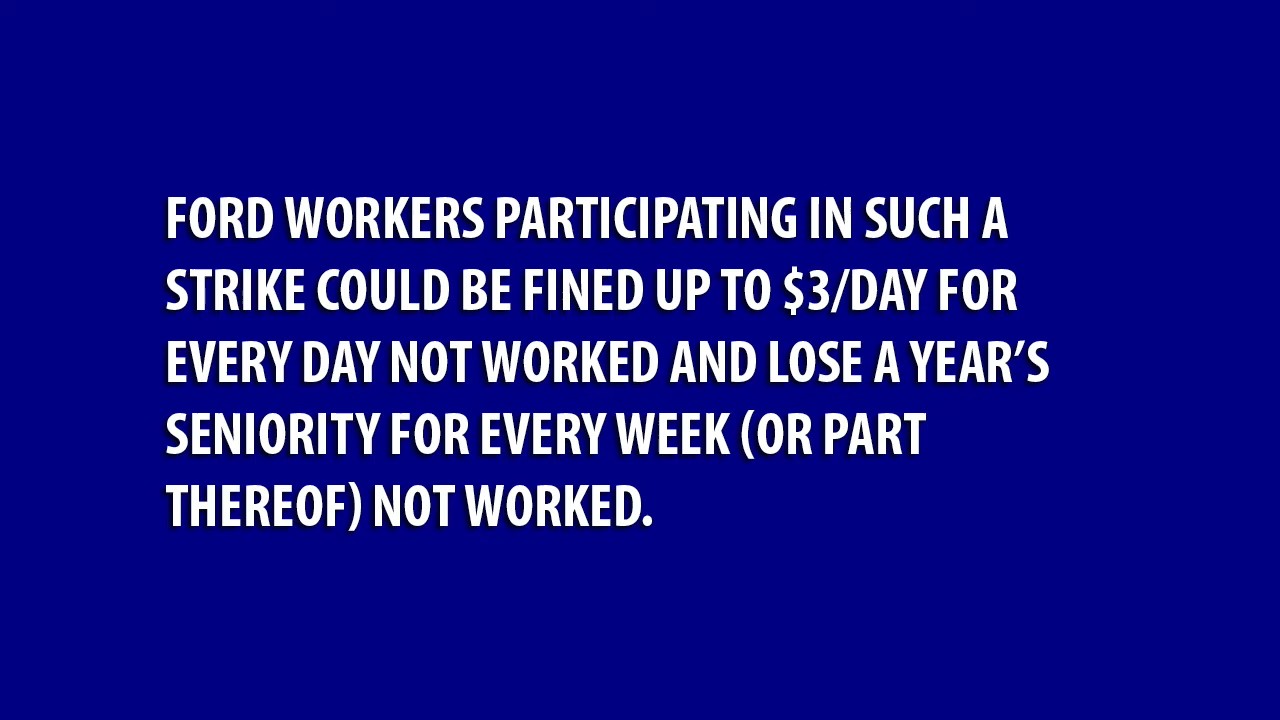 FORD WORKERS PARTICIPATING IN SUCH A
STRIKE COULD BE FINED UP TO $3/DAY FOR
EVERY DAY NOT WORKED AND LOSE A YEAR’S
SENIORITY FOR EVERY WEEK (OR PART
THEREOF) NOT WORKED.